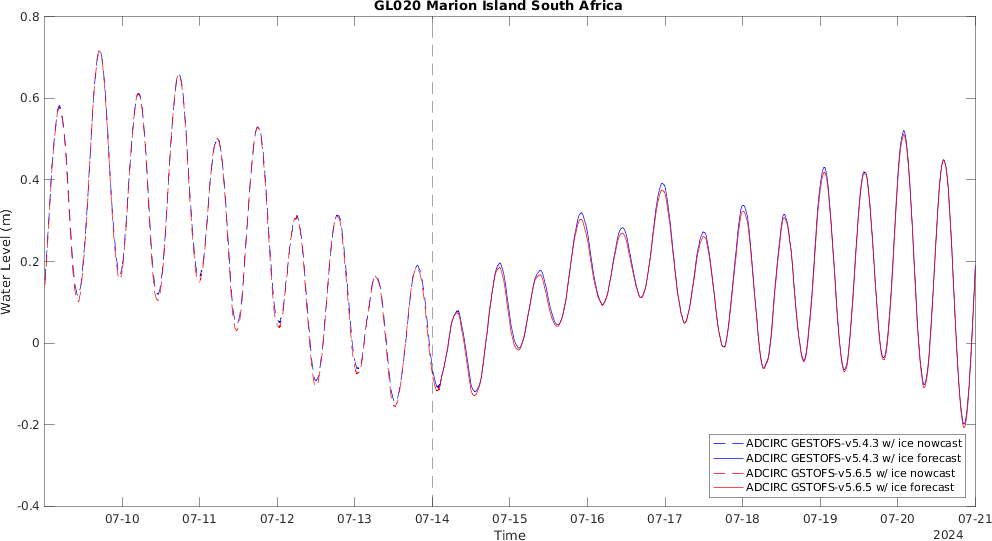 GL020 Marion Island South Africa
0.8
0.6
0.4
0.2
0
-0.2
-0.4
Water Level (m)
ADCIRC GESTOFS-v5.4.3 w/ ice nowcast
ADCIRC GESTOFS-v5.4.3 w/ ice forecast
ADCIRC GSTOFS-v5.6.5 w/ ice nowcast
ADCIRC GSTOFS-v5.6.5 w/ ice forecast
07-10 07-11 07-12 07-13 07-14 07-15 07-16 07-17 07-18 07-19 07-20 07-21
Time
2024